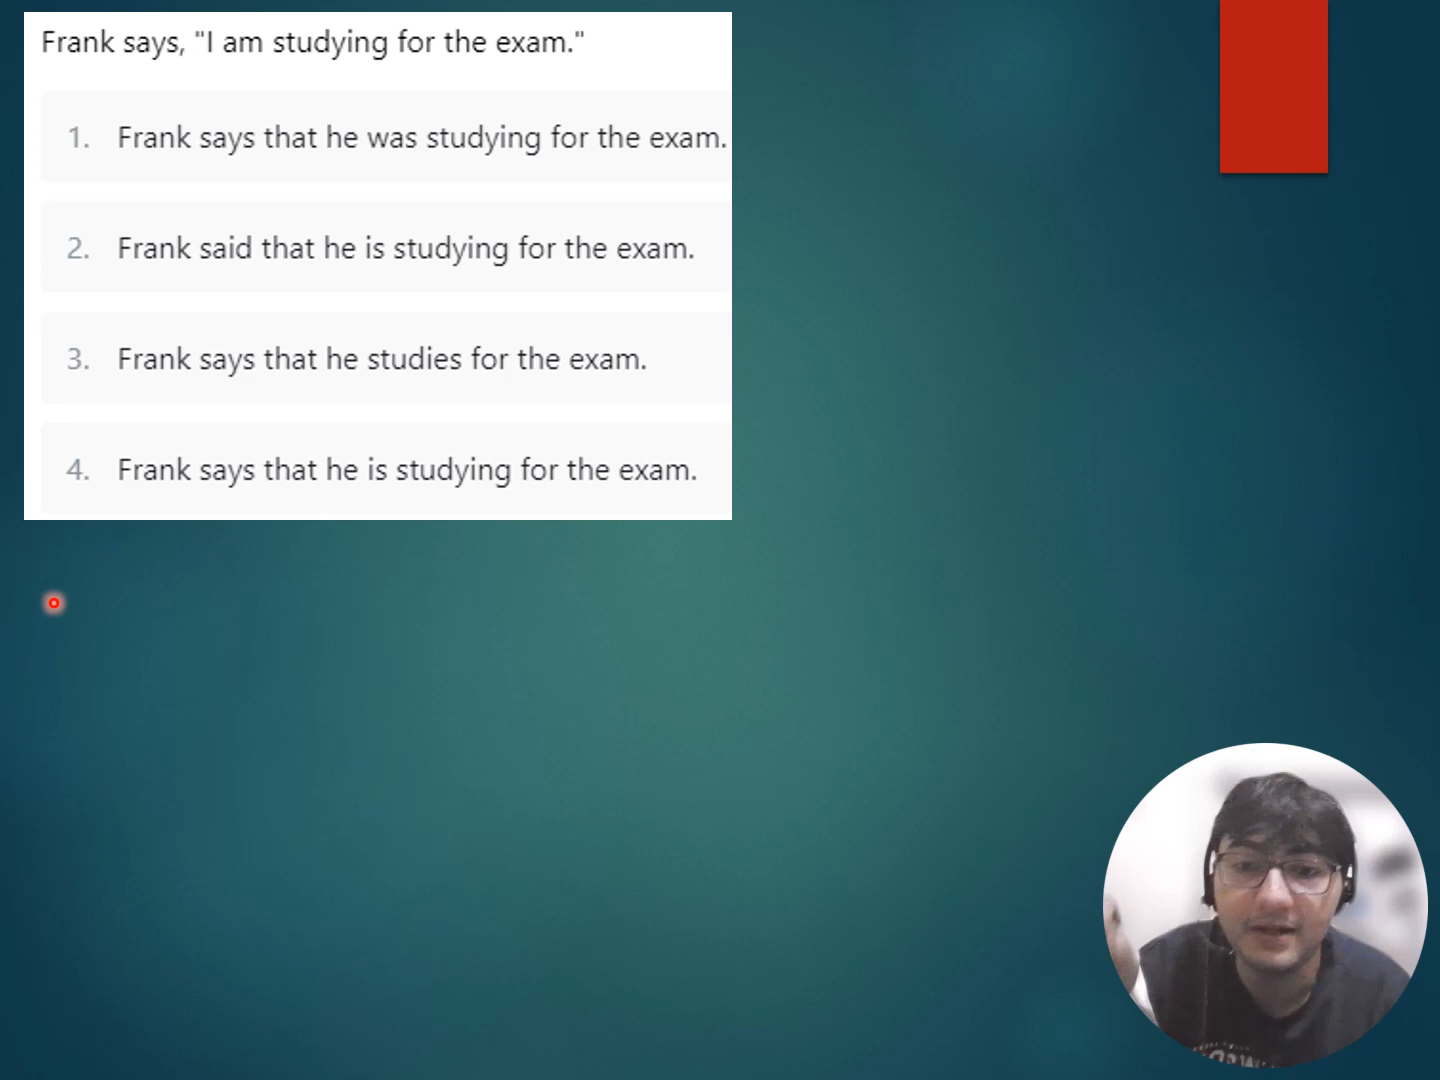 Frank says, "I am studying for the exam."
1. Frank says that he was studying for the exam.
2. Frank said that he is studying for the exam.
3. Frank says that he studies for the exam.
4. Frank says that he is studying for the exam.